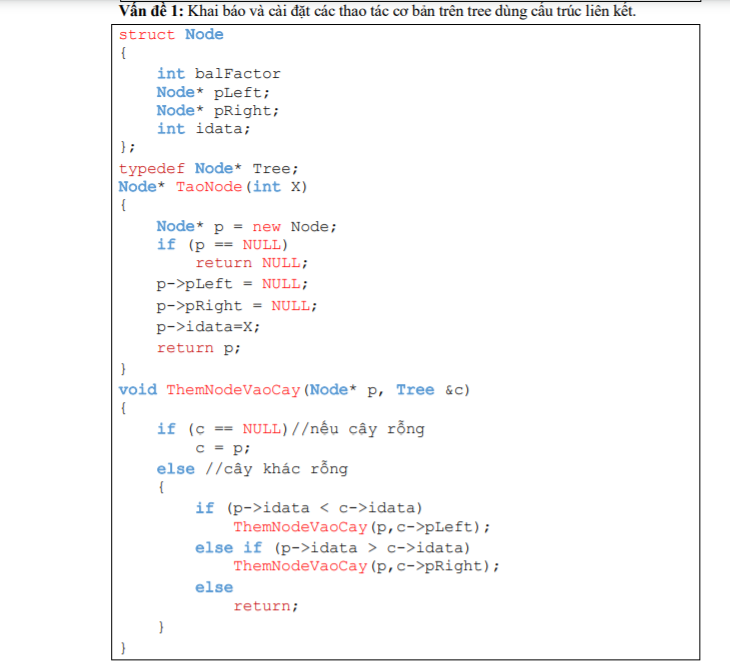 Vấn đề 1: Khai báo và cài đặt các thao tác cơ bản trên tree dùng cấu trúc liên kết.
struct Node
{
int balFactor
Node* pLeft;
Node* pRight;
int idata;
};
typedef Node* Tree;
Node* TaoNode(int X)
{
Node* p = new Node;
if (p == NULL)
return NULL;
p->pLeft = NULL;
p->pRight = NULL;
p->idata=X;
return p;
}
void ThemNodeVaoCay(Node* p, Tree &c)
{
if (c == NULL)//nếu cây rỗng
c = p;
else //cây khác rỗng
{
if (p->idata < c->idata)
ThemNodeVaoCay(p,c->pLeft);
else if (p->idata > c->idata)
ThemNodeVaoCay(p,c->pRight);
else
return;
}
}